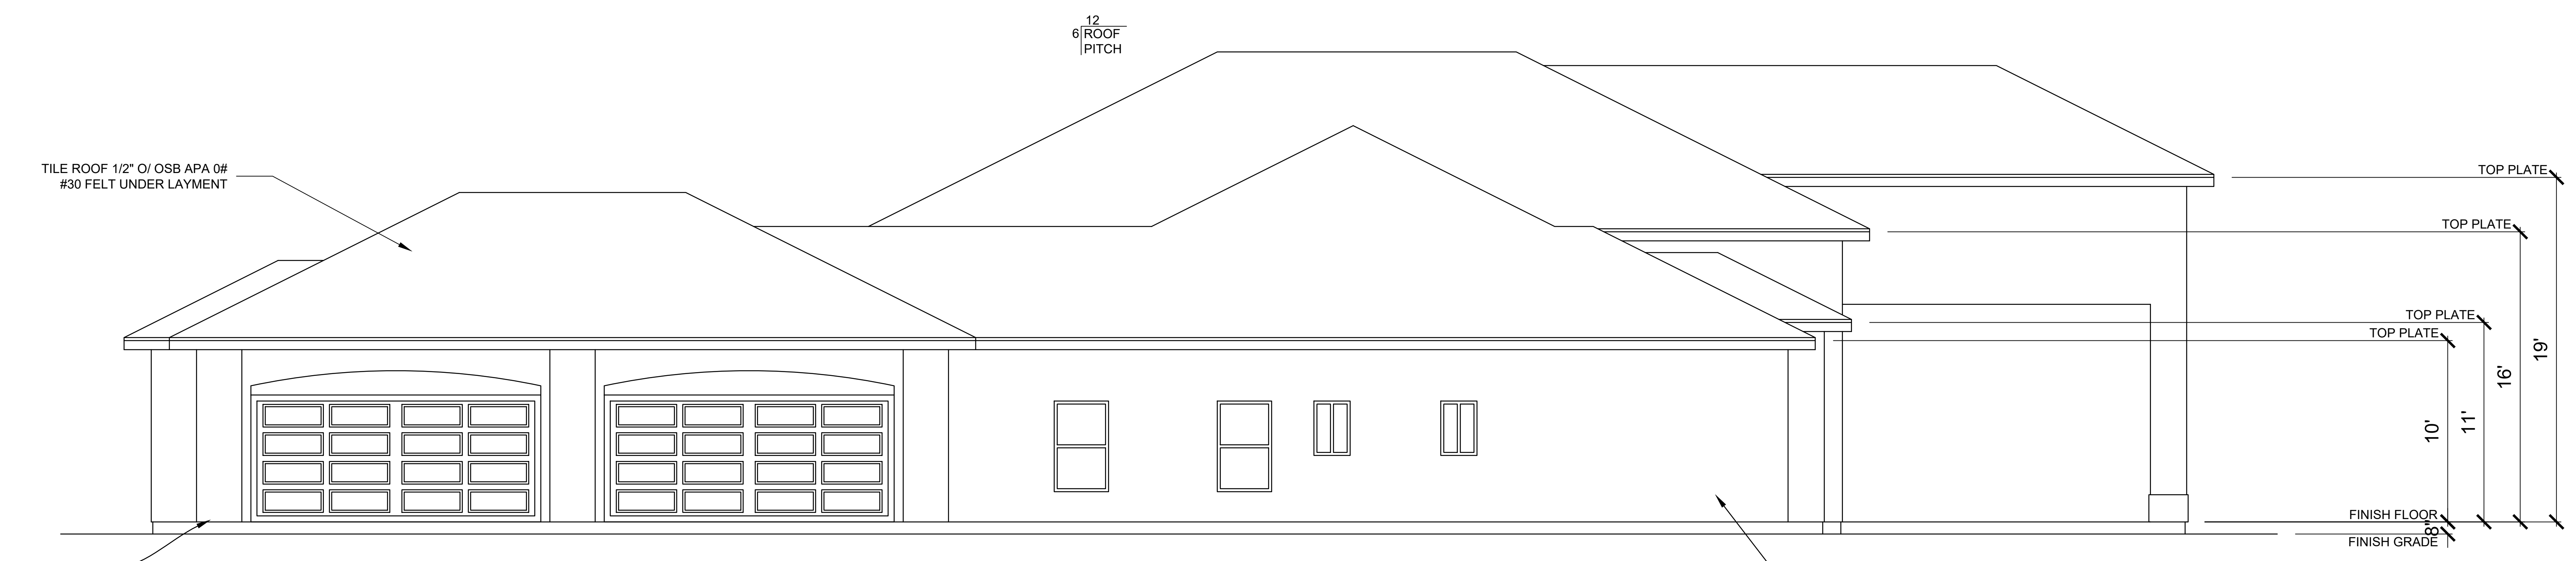 12
6 ROOF
PITCH
TILE ROOF 1/2" O/ OSB APA 0#
#30 FELT UNDER LAYMENT
TOP PLATE
TOP PLATE
TOP PLATE
TOP PLATE
19'
16'
11'
10'
FINISH FLOOR
8"
FINISH GRADE